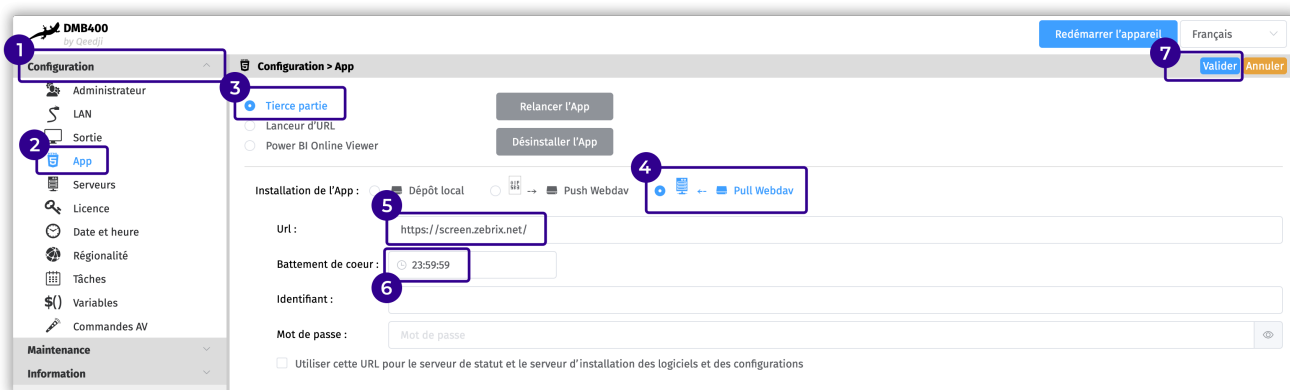 DMB400
by Qeedji
Redémarrer l'appareil
Français
1
7
Configuration
Configuration > App
Valider
Annuler
Administrateur
3
Tierce partie
Relancer l'App
LAN
Lanceur d'URL
Sortie
Power BI Online Viewer
Désinstaller l'App
2
App
4
Serveurs
Installation de l'App :
Dépôt local
→
Push Webdav
←
Pull Webdav
Licence
5
Date et heure
Url :
https://screen.zebrix.net/
Régionalité
Battement de coeur :
23:59:59
Tâches
6
$() Variables
Identifiant :
Commandes AV
Mot de passe :
Mot de passe
Maintenance
Utiliser cette URL pour le serveur de statut et le serveur d'installation des logiciels et des configurations
Information